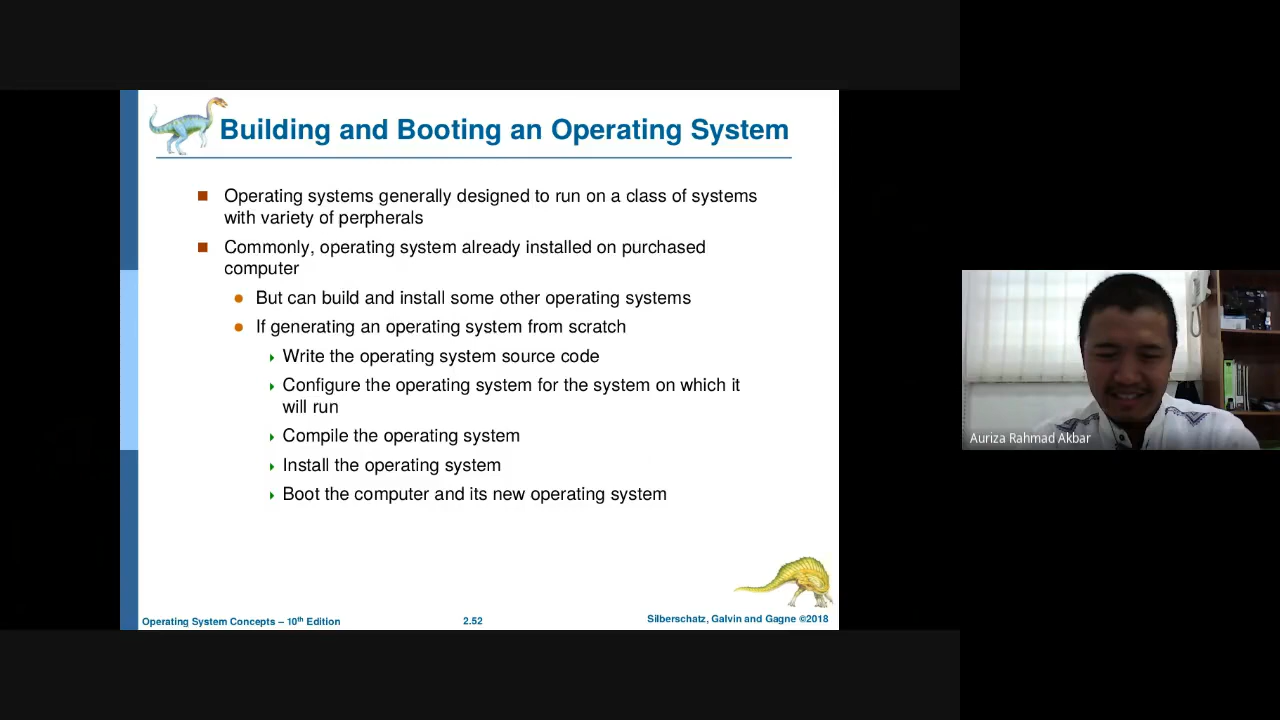 Building and Booting an Operating System
Operating systems generally designed to run on a class of systems
with variety of perpherals
Commonly, operating system already installed on purchased
computer
But can build and install some other operating systems
If generating an operating system from scratch
Write the operating system source code
Configure the operating system for the system on which it
will run
Compile the operating system
Install the operating system
Boot the computer and its new operating system
Operating System Concepts – 10th Edition
2.52
Silberschatz, Galvin and Gagne ©2018
Auriza Rahmad Akbar